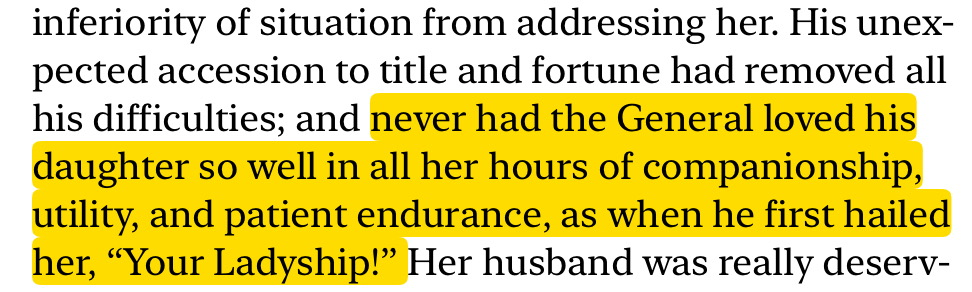 inferiority of situation from addressing her. His unex-
pected accession to title and fortune had removed all
his difficulties; and never had the General loved his
daughter so well in all her hours of companionship,
utility, and patient endurance, as when he first hailed
her, “Your Ladyship!” Her husband was really deserv-